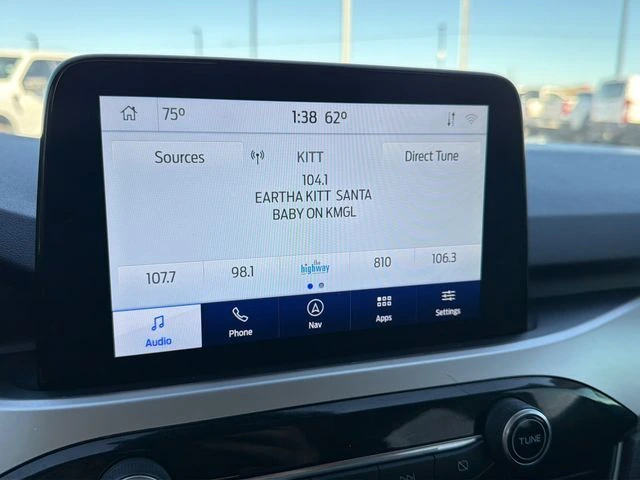 75° 1:38 62°
Sources KITT Direct Tune
104.1
EARTHA KITT SANTA
BABY ON KMGL
107.7 98.1 the highway 810 106.3
Audio Phone Nav Apps Settings
TUNE